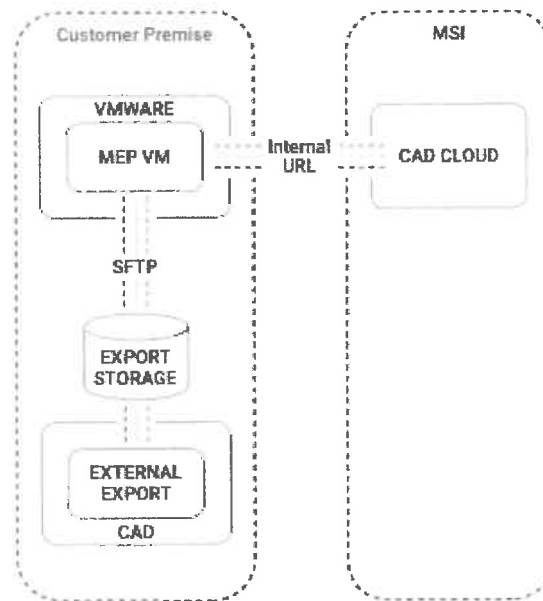 Customer Premise
MSI
VMWARE
MEP VM
Internal
URL
CAD CLOUD
SFTP
EXPORT
STORAGE
EXTERNAL
EXPORT
CAD